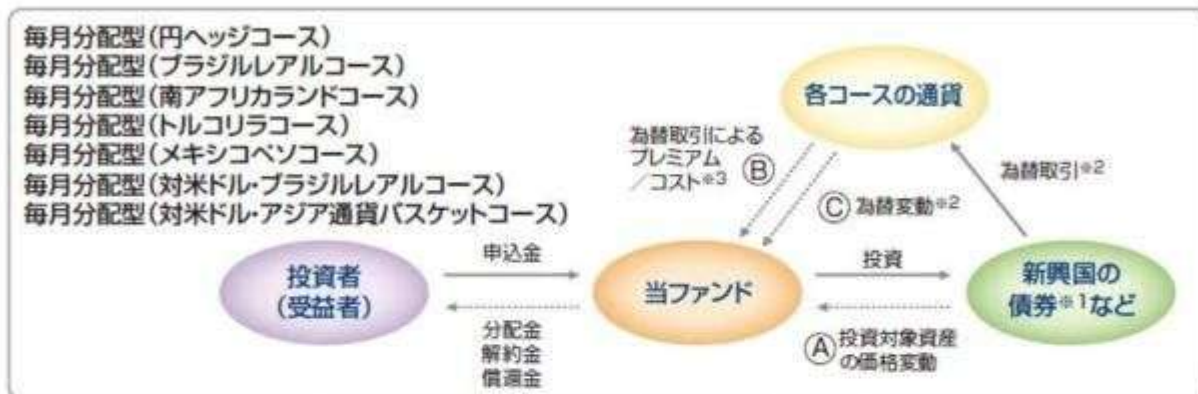 毎月分配型(円ヘッジコース)
毎月分配型(ブラジルレアルコース)
毎月分配型(南アフリカランドコース)
毎月分配型(トルコリラコース)
毎月分配型(メキシコペソコース)
毎月分配型(対米ドル・ブラジルレアルコース)
毎月分配型(対米ドル・アジア通貨バスケットコース)
各コースの通貨
為替取引による
プレミアム
／コスト※3
Ⓑ
Ⓒ 為替変動※2
為替取引※2
投資者
(受益者)
申込金
分配金
解約金
償還金
当ファンド
投資
Ⓐ 投資対象資産
の価格変動
新興国の
債券※1など